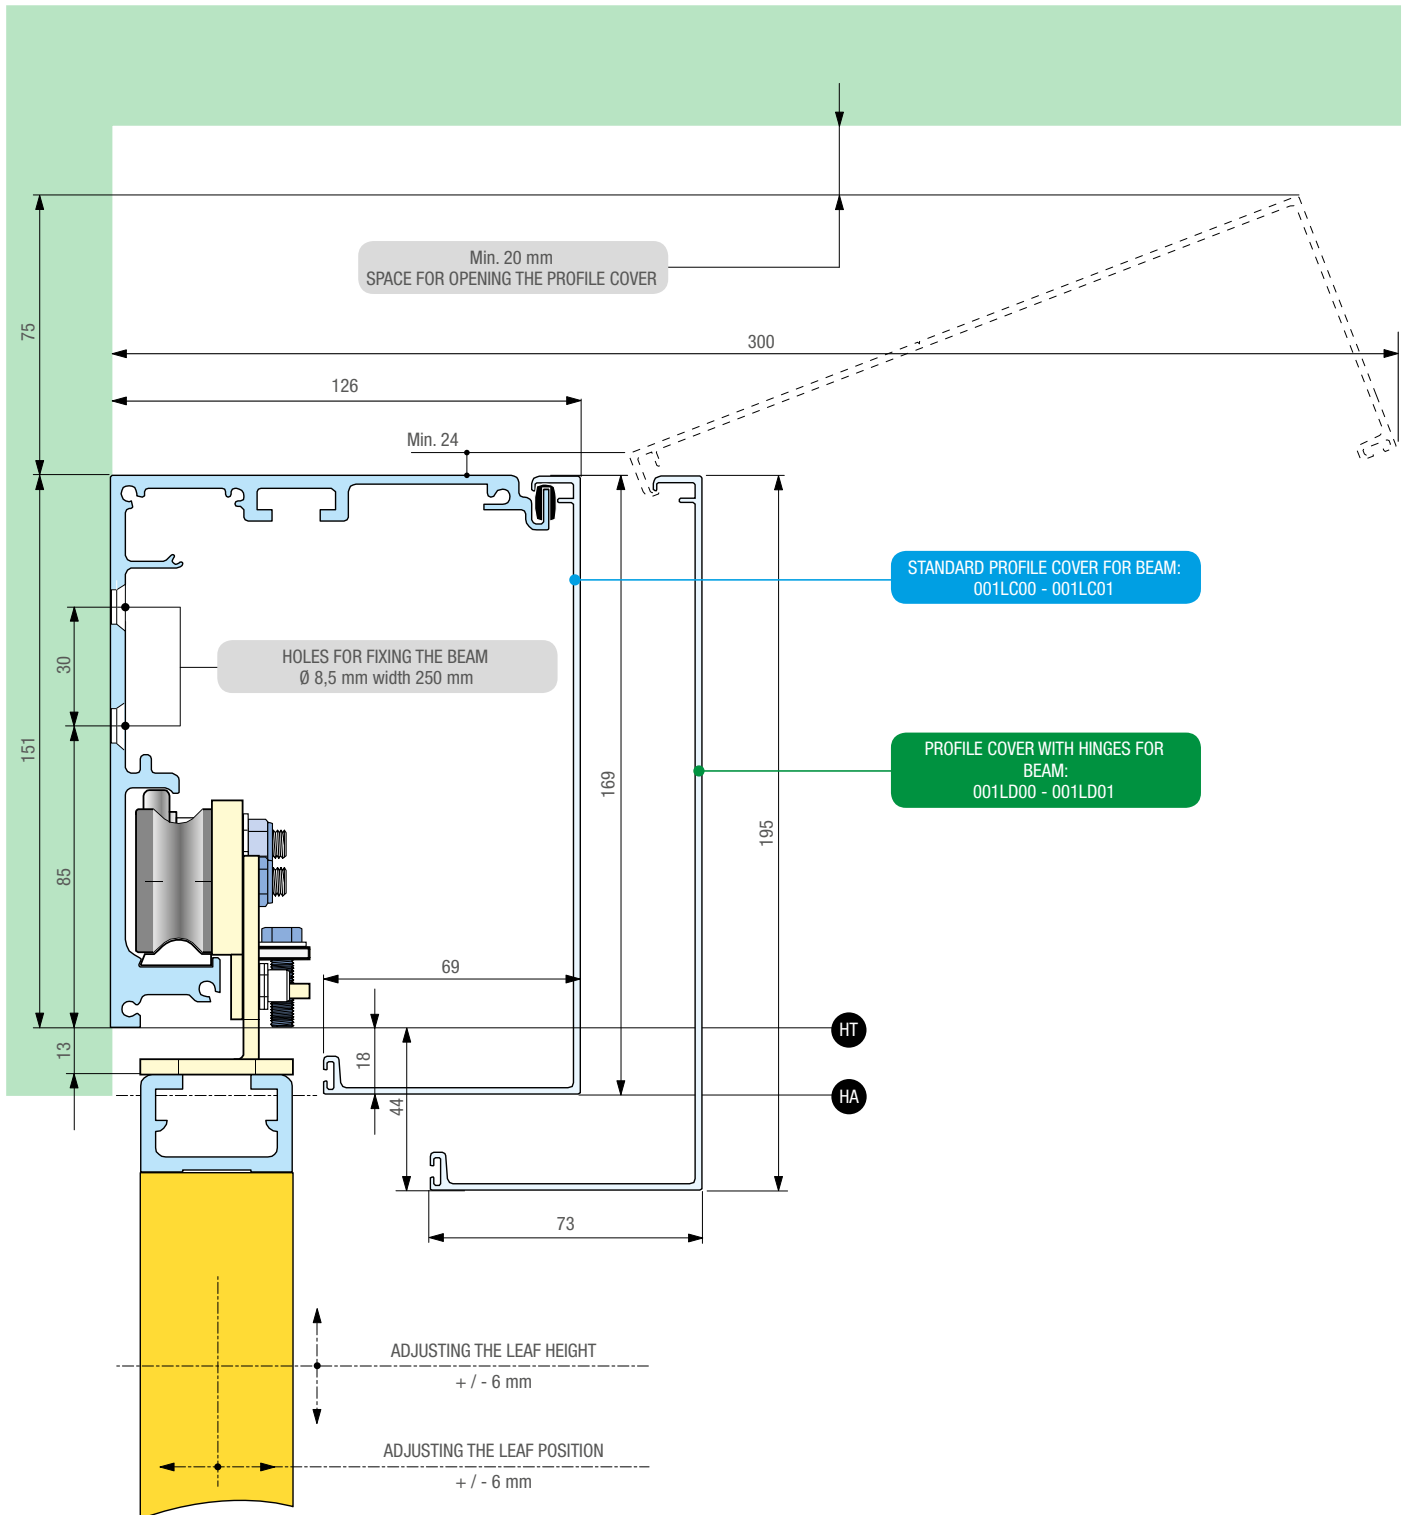 Min. 20 mm
SPACE FOR OPENING THE PROFILE COVER
75
300
126
Min. 24
STANDARD PROFILE COVER FOR BEAM:
001LC00 - 001LC01
HOLES FOR FIXING THE BEAM
Ø 8,5 mm width 250 mm
30
151
PROFILE COVER WITH HINGES FOR
BEAM:
001LD00 - 001LD01
169
195
85
69
HT
13
18
HA
44
73
ADJUSTING THE LEAF HEIGHT
+ / - 6 mm
ADJUSTING THE LEAF POSITION
+ / - 6 mm